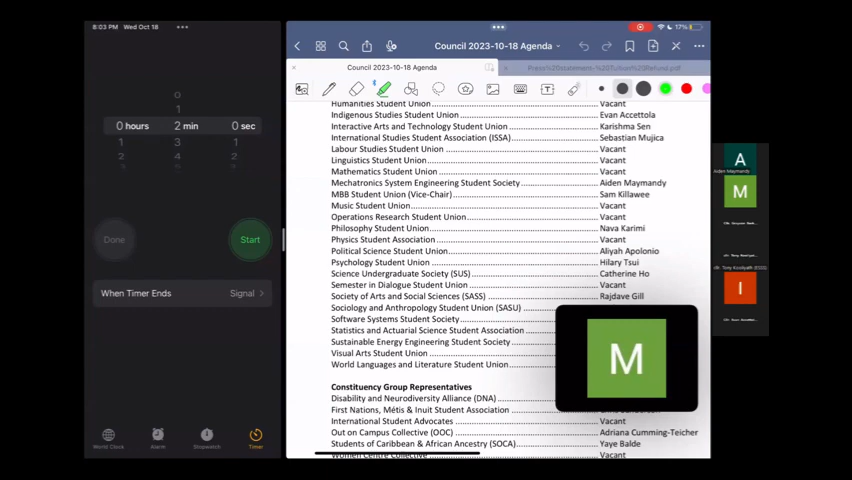 8:03 PM Wed Oct 18
17%
Council 2023-10-18 Agenda
Council 2023-10-18 Agenda
0
1
0 hours 2 min 0 sec
1 3 1
2 4 2
Done
Start
When Timer Ends Signal
World Clock Alarm Stopwatch Timer
Humanities Student Union Vacant
Indigenous Studies Student Union Evan Accettola
Interactive Arts and Technology Student Union Karishma Sen
International Studies Student Association (ISSA) Sebastian Mujica
Labour Studies Student Union Vacant
Linguistics Student Union Vacant
Mathematics Student Union Vacant
Mechatronics System Engineering Student Society Aiden Maymandy
MBB Student Union (Vice-Chair) Sam Killawee
Music Student Union Vacant
Operations Research Student Union Vacant
Philosophy Student Union Nava Karimi
Physics Student Association Vacant
Political Science Student Union Aliyah Apolonio
Psychology Student Union Hilary Tsui
Science Undergraduate Society (SUS) Catherine Ho
Semester in Dialogue Student Union Vacant
Society of Arts and Social Sciences (SASS) Rajdave Gill
Sociology and Anthropology Student Union (SASU)
Software Systems Student Society
Statistics and Actuarial Science Student Association
Sustainable Energy Engineering Student Society
Visual Arts Student Union
World Languages and Literature Student Union
Constituency Group Representatives
Disability and Neurodiversity Alliance (DNA)
First Nations, Métis & Inuit Student Association
International Student Advocates Vacant
Out on Campus Collective (OOC) Adriana Cumming-Teicher
Students of Caribbean & African Ancestry (SOCA) Yaye Balde
Women Centre Collective Vacant
M
A
Aiden Maymandy
M
I